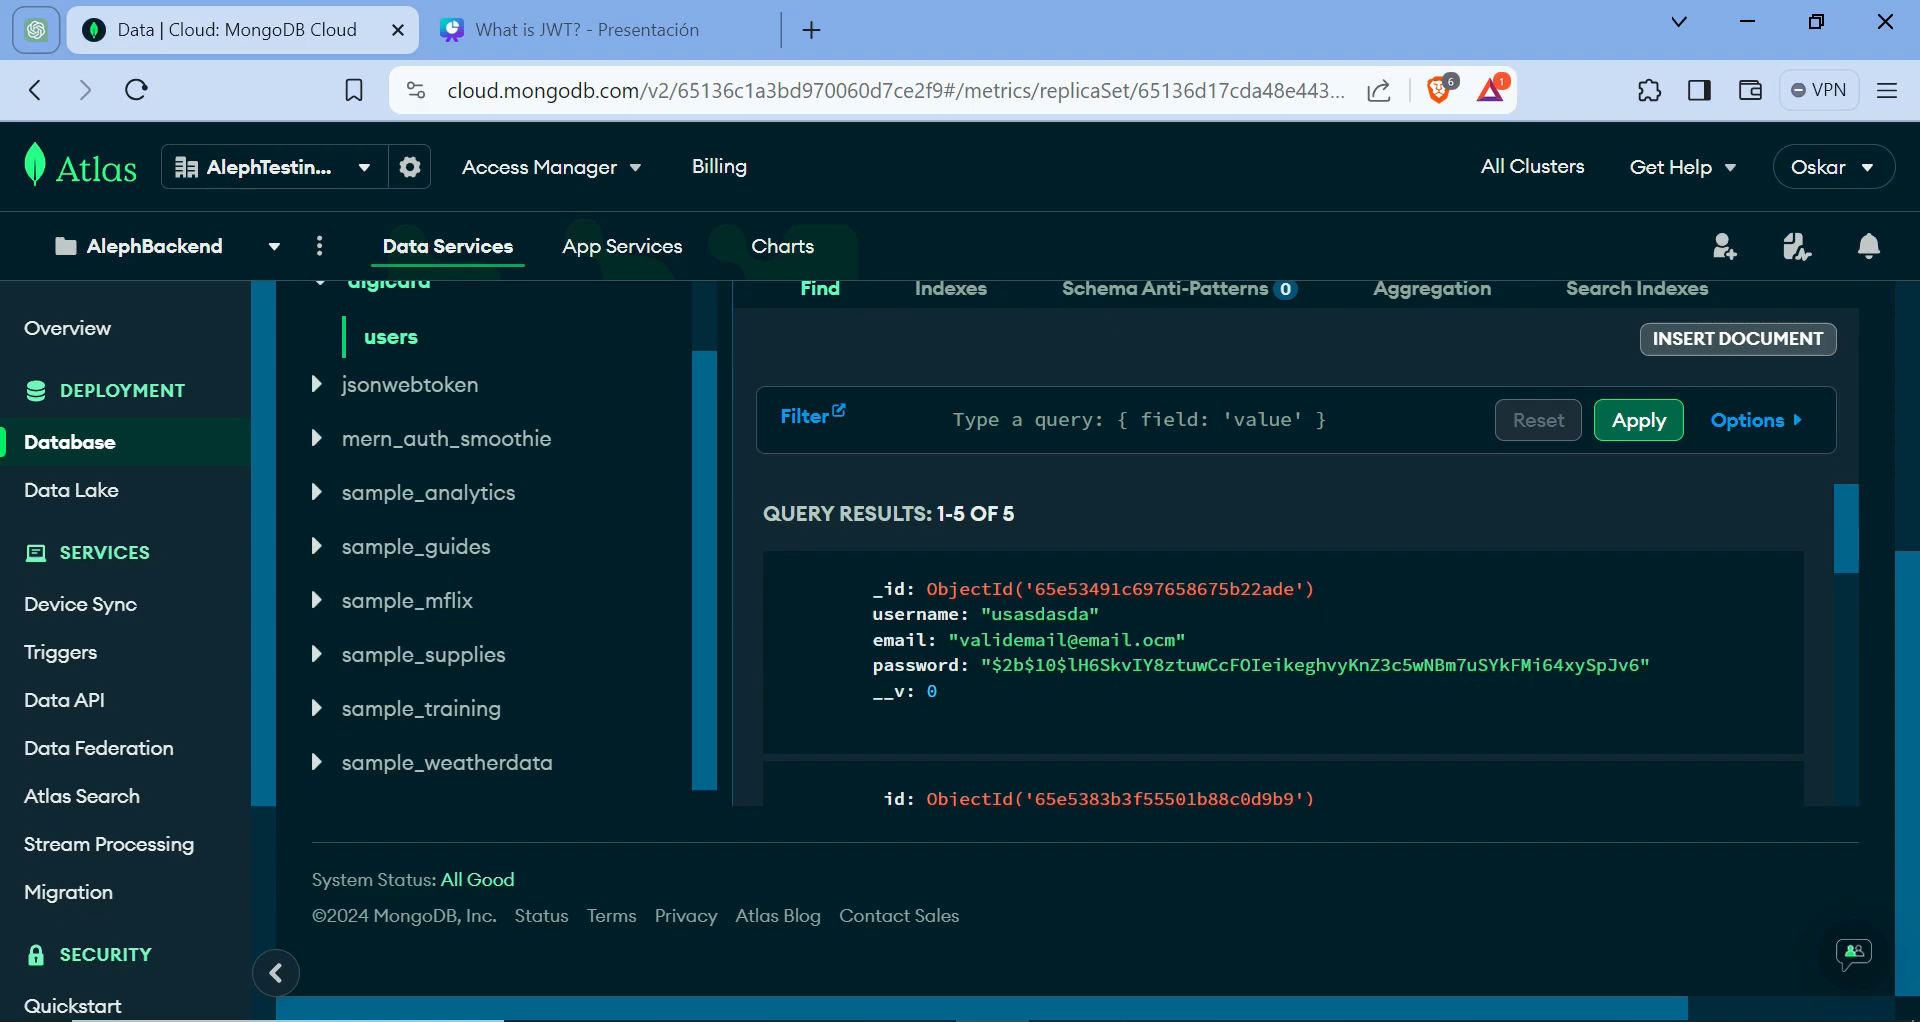 Data | Cloud: MongoDB Cloud
What is JWT? - Presentación
cloud.mongodb.com/v2/65136c1a3bd970060d7ce2f9#/metrics/replicaSet/65136d17cda48e443...
6
1
VPN
Atlas
AlephTestin...
Access Manager
Billing
All Clusters
Get Help
Oskar
AlephBackend
Data Services
App Services
Charts
Overview
DEPLOYMENT
Database
Data Lake
SERVICES
Device Sync
Triggers
Data API
Data Federation
Atlas Search
Stream Processing
Migration
SECURITY
Quickstart
digicard
users
jsonwebtoken
mern_auth_smoothie
sample_analytics
sample_guides
sample_mflix
sample_supplies
sample_training
sample_weatherdata
Find
Indexes
Schema Anti-Patterns 0
Aggregation
Search Indexes
INSERT DOCUMENT
Filter
Type a query: { field: 'value' }
Reset
Apply
Options
QUERY RESULTS: 1-5 OF 5
_id: ObjectId('65e53491c697658675b22ade')
username: "usasdasda"
email: "validemail@email.ocm"
password: "$2b$10$lH6SkvIY8ztuwCcFOIeikeghvyKnZ3c5wNBm7uSYkFMi64xySpJv6"
__v: 0
_id: ObjectId('65e5383b3f55501b88c0d9b9')
System Status: All Good
©2024 MongoDB, Inc. Status Terms Privacy Atlas Blog Contact Sales